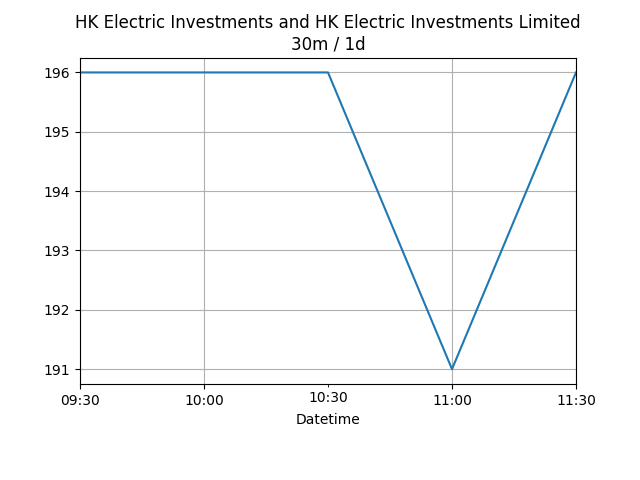 HK Electric Investments and HK Electric Investments Limited
30m / 1d
196
195
194
193
192
191
09:30 10:00 10:30 11:00 11:30
Datetime